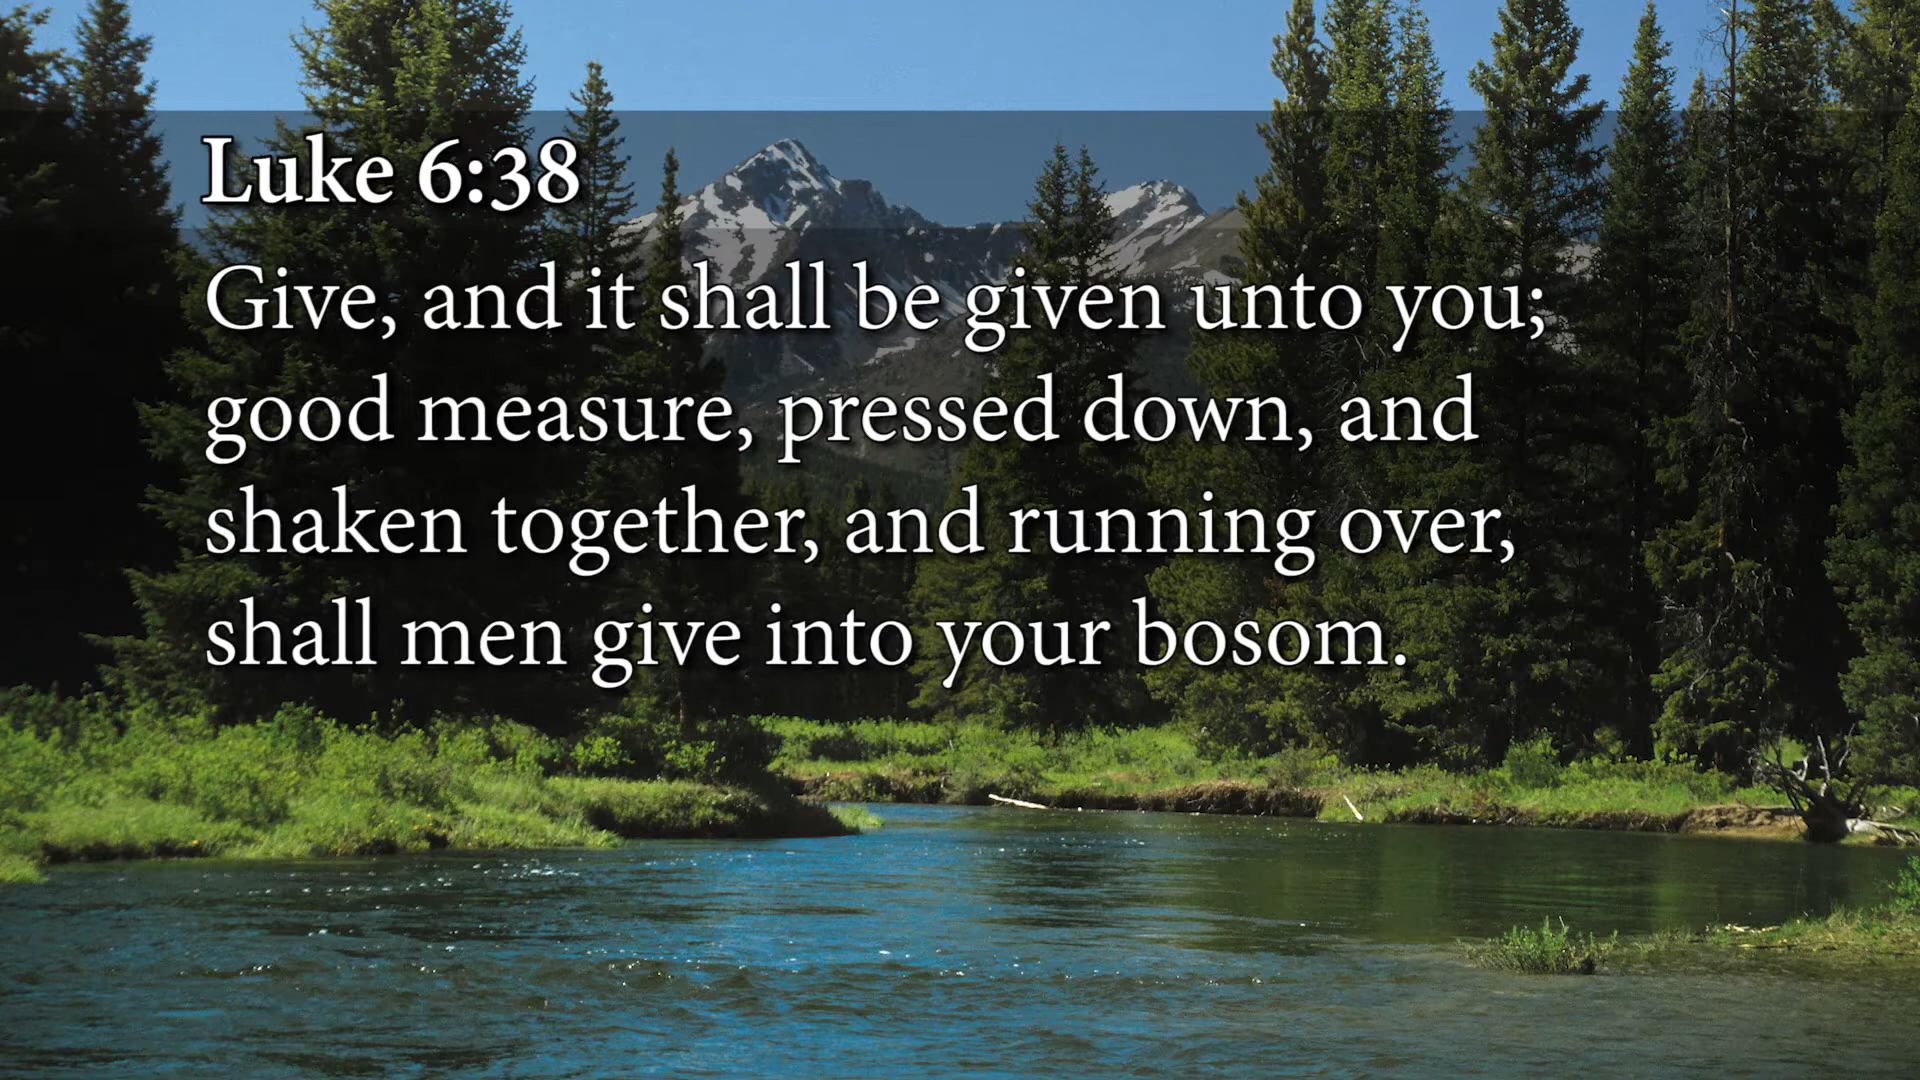 Luke 6:38
Give, and it shall be given unto you;
good measure, pressed down, and
shaken together, and running over,
shall men give into your bosom.